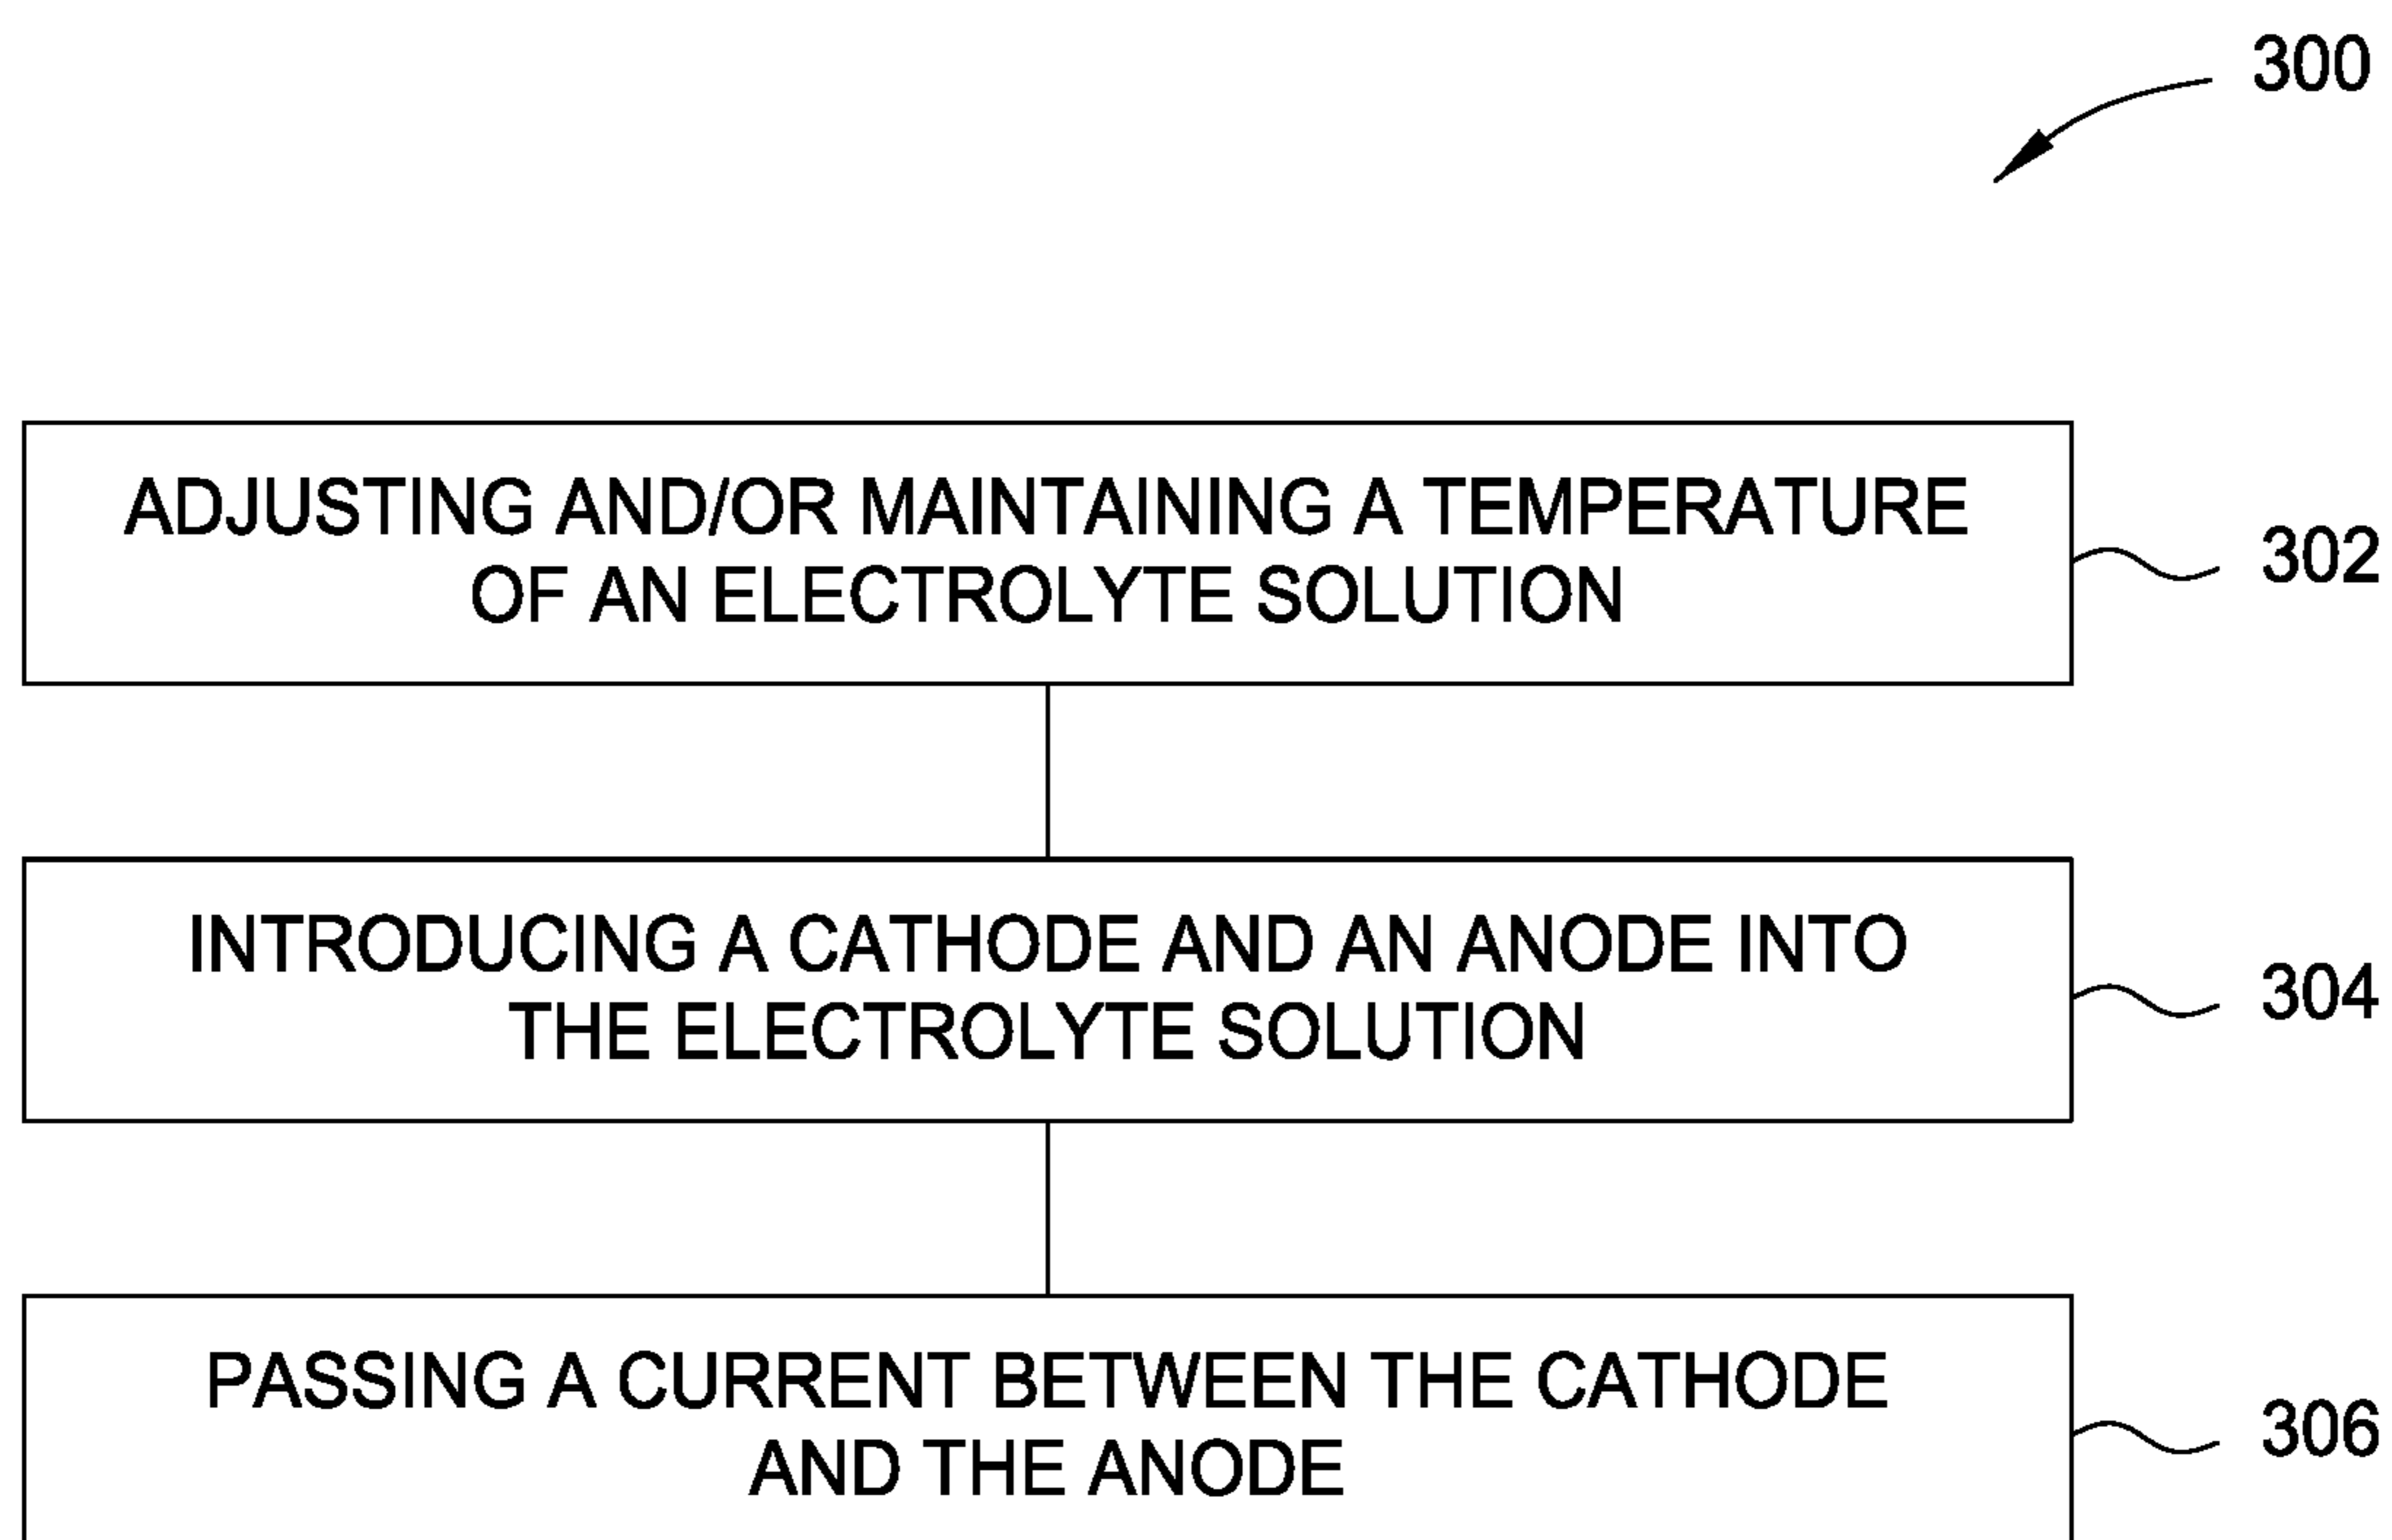 300
ADJUSTING AND/OR MAINTAINING A TEMPERATURE
OF AN ELECTROLYTE SOLUTION
302
INTRODUCING A CATHODE AND AN ANODE INTO
THE ELECTROLYTE SOLUTION
304
PASSING A CURRENT BETWEEN THE CATHODE
AND THE ANODE
306